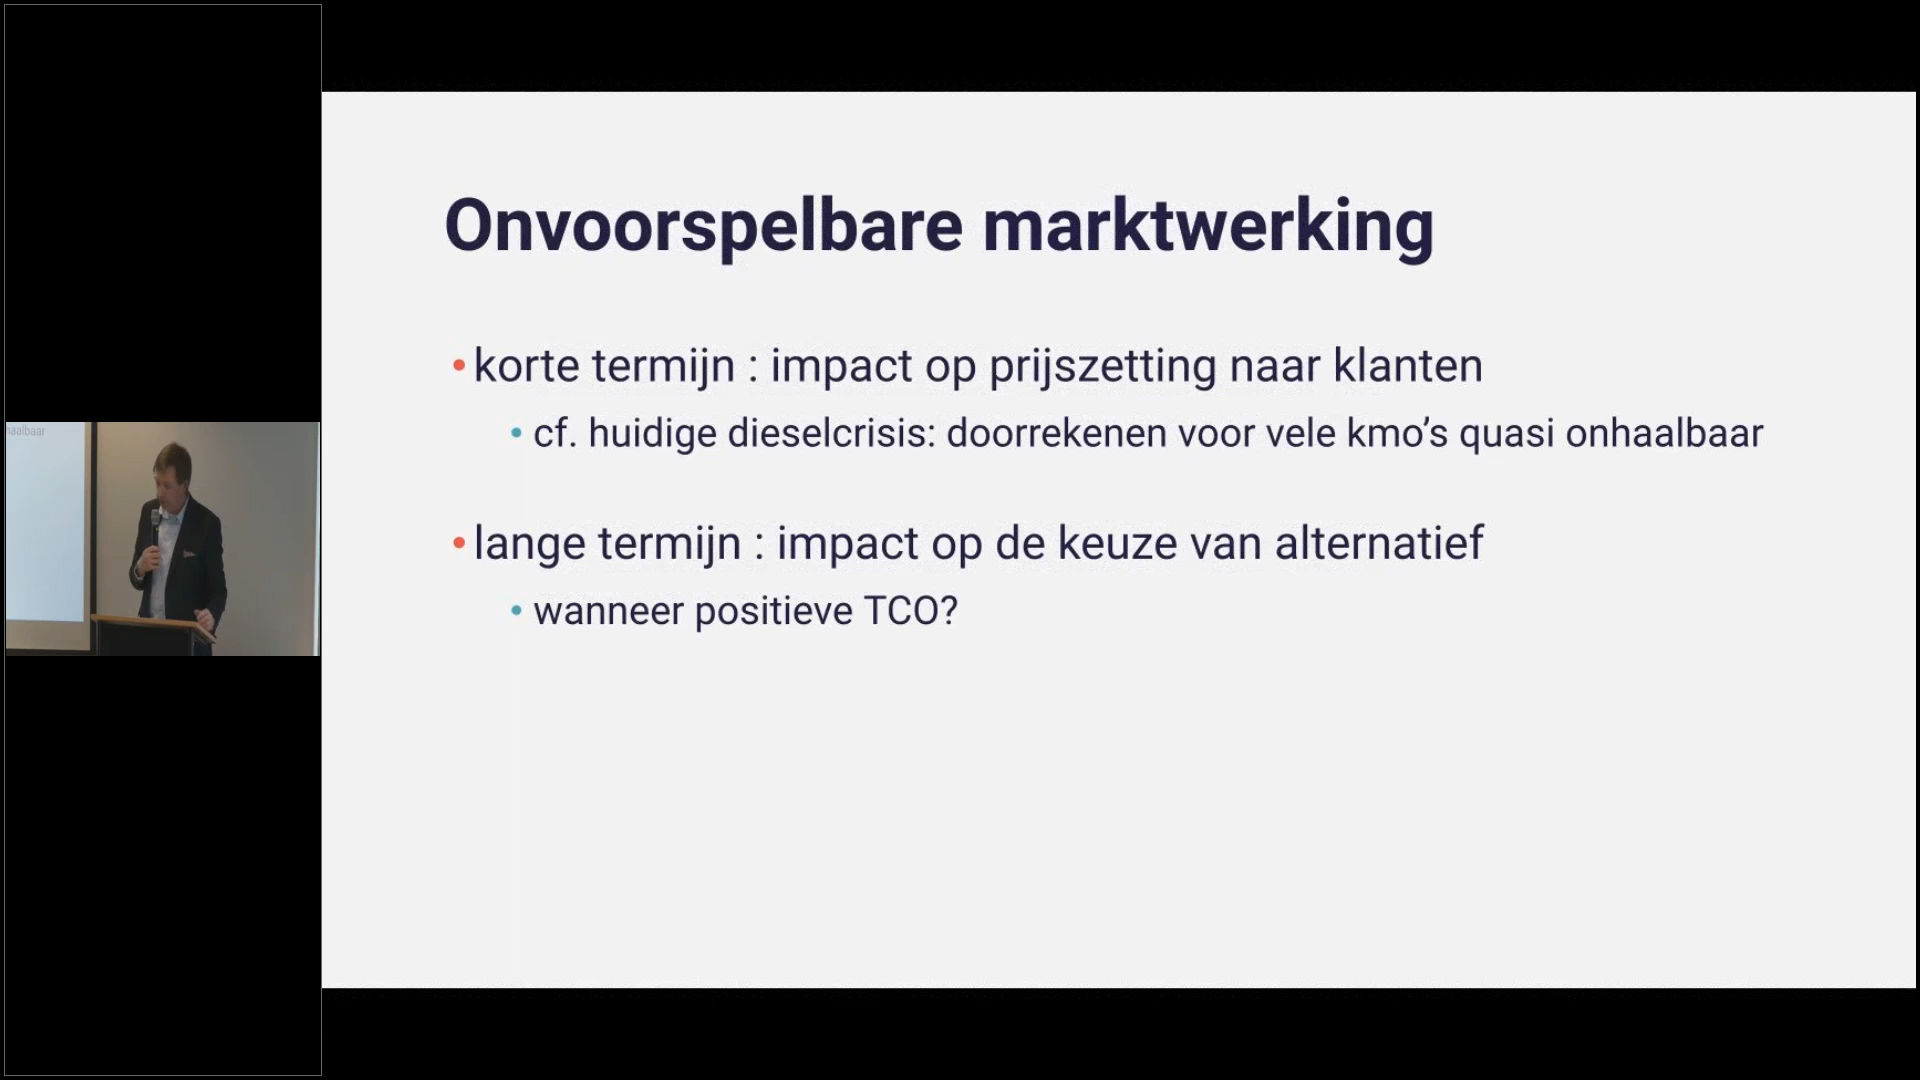 Onvoorspelbare marktwerking
• korte termijn : impact op prijszetting naar klanten
• cf. huidige dieselcrisis: doorrekenen voor vele kmo’s quasi onhaalbaar
• lange termijn : impact op de keuze van alternatief
• wanneer positieve TCO?
haalbaar